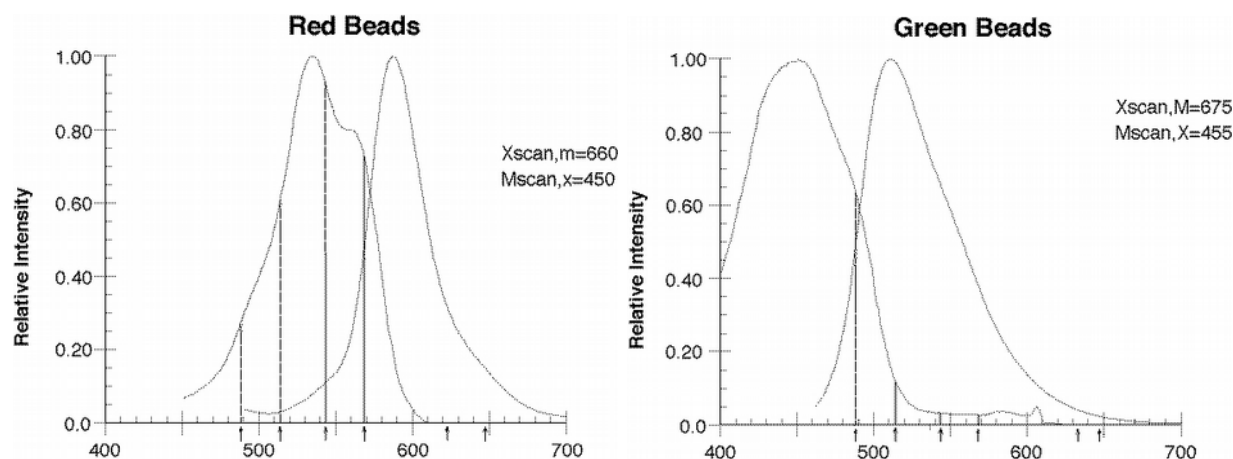 Red Beads
1.00
0.80
0.60
0.40
0.20
0.0
400
500
600
700
Relative Intensity
Xscan,m=660
Mscan,x=450
Green Beads
1.00
0.80
0.60
0.40
0.20
0.0
400
500
600
700
Relative Intensity
Xscan,M=675
Mscan,X=455